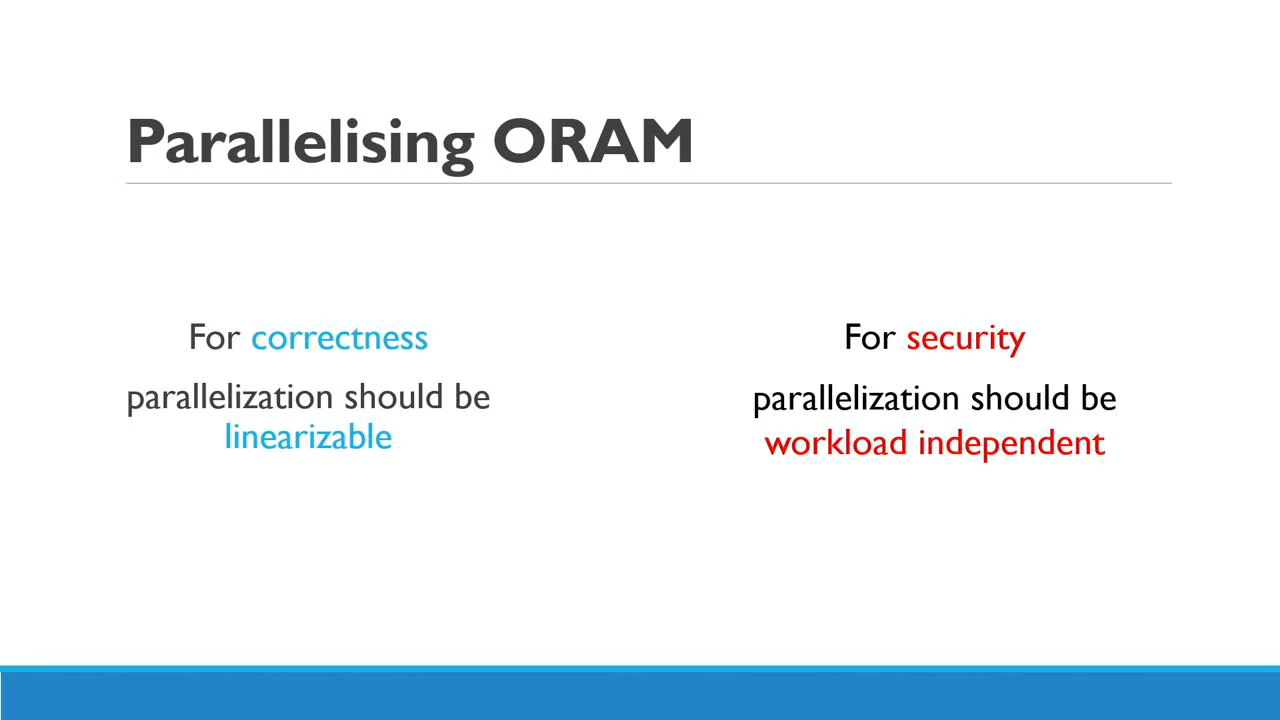 Parallelising ORAM
For correctness
parallelization should be
linearizable
For security
parallelization should be
workload independent